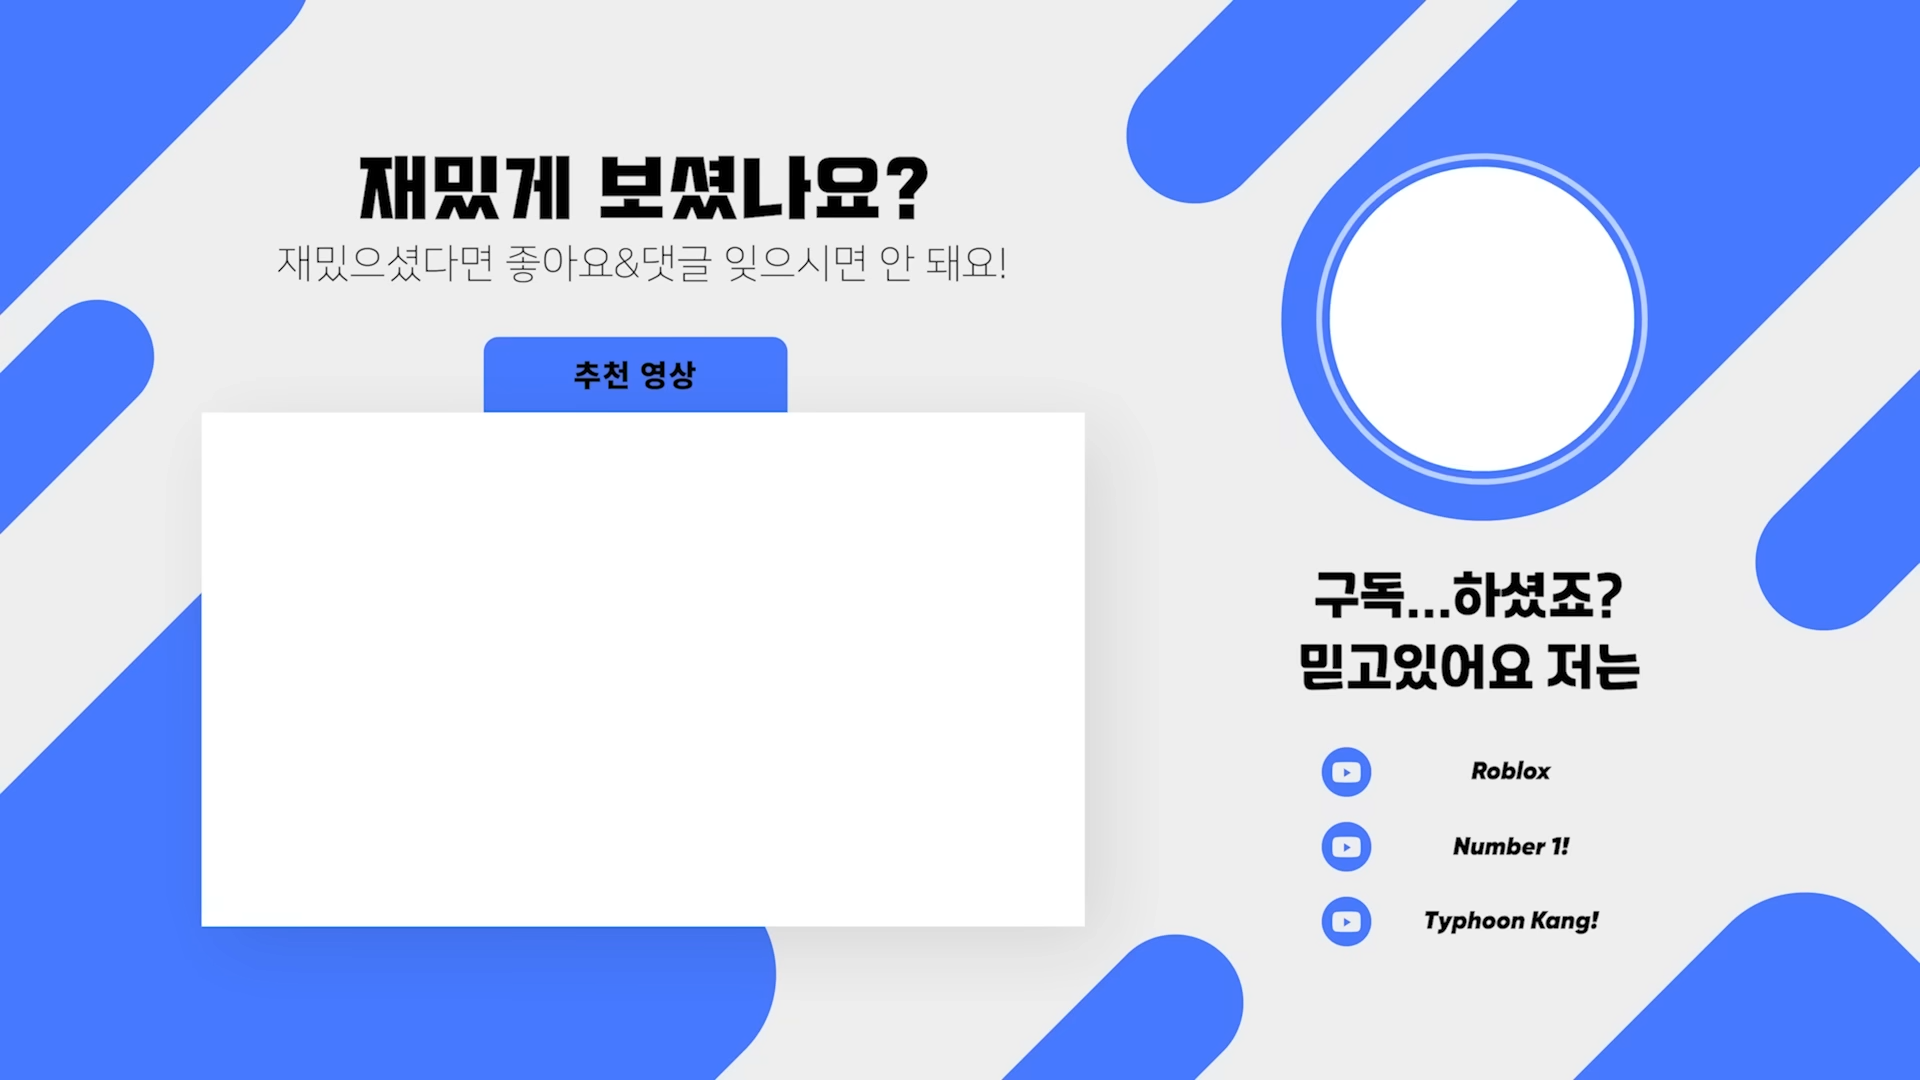 재밌게 보셨나요?
재밌으셨다면 좋아요&댓글 잊으시면 안 돼요!
추천 영상
구독...하셨죠?
믿고있어요 저는
Roblox
Number 1!
Typhoon Kang!